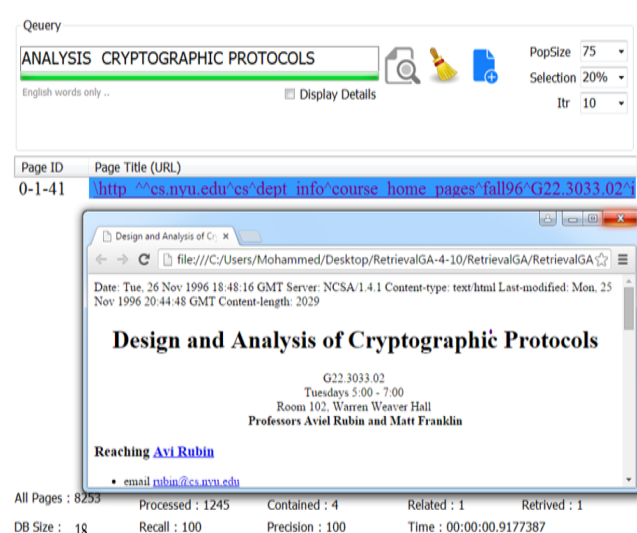 Qeuery
ANALYSIS CRYPTOGRAPHIC PROTOCOLS
English words only ..
Display Details
PopSize 75
Selection 20%
Itr 10
Page ID Page Title (URL)
0-1-41 \http_^^cs.nyu.edu^cs^dept_info^course_home_pages^fall96^G22.3033.02^i
Design and Analysis of Cr
file:///C:/Users/Mohammed/Desktop/RetrievalGA-4-10/RetrievalGA/RetrievalGA
Date: Tue, 26 Nov 1996 18:48:16 GMT Server: NCSA/1.4.1 Content-type: text/html Last-modified: Mon, 25
Nov 1996 20:44:48 GMT Content-length: 2029
Design and Analysis of Cryptographic Protocols
G22.3033.02
Tuesdays 5:00 - 7:00
Room 102, Warren Weaver Hall
Professors Aviel Rubin and Matt Franklin
Reaching Avi Rubin
• email rubin@cs.nyu.edu
All Pages : 8253 Processed : 1245 Contained : 4 Related : 1 Retrived : 1
DB Size : 18 Recall : 100 Precision : 100 Time : 00:00:00.9177387